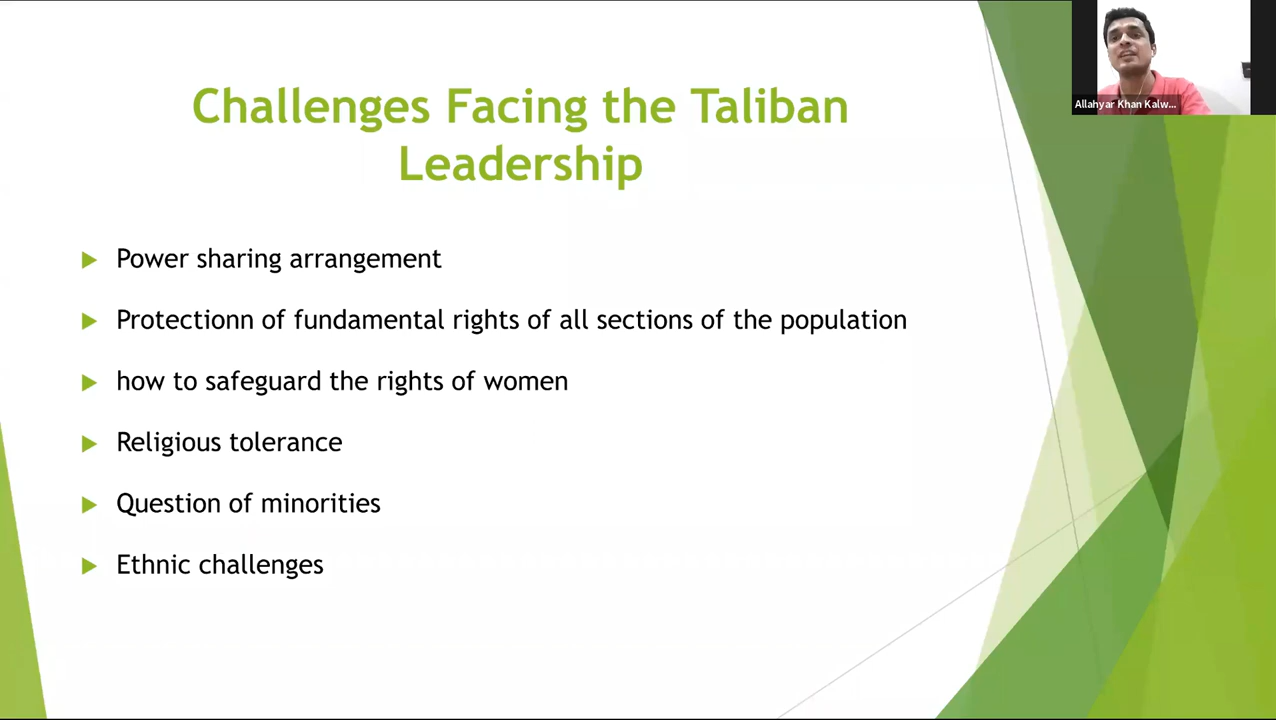 Challenges Facing the Taliban
Leadership
Power sharing arrangement
Protectionn of fundamental rights of all sections of the population
how to safeguard the rights of women
Religious tolerance
Question of minorities
Ethnic challenges
Allahyar Khan Kalw...